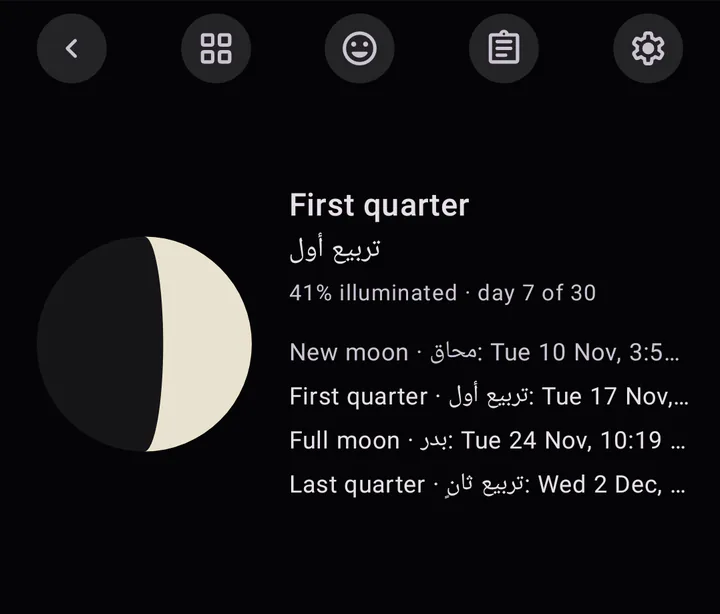 First quarter
تربيع أول
41% illuminated · day 7 of 30
New moon · محاق: Tue 10 Nov, 3:5…
First quarter · تربيع أول: Tue 17 Nov,…
Full moon · بدر: Tue 24 Nov, 10:19 …
Last quarter · تربيع ثانٍ: Wed 2 Dec, …